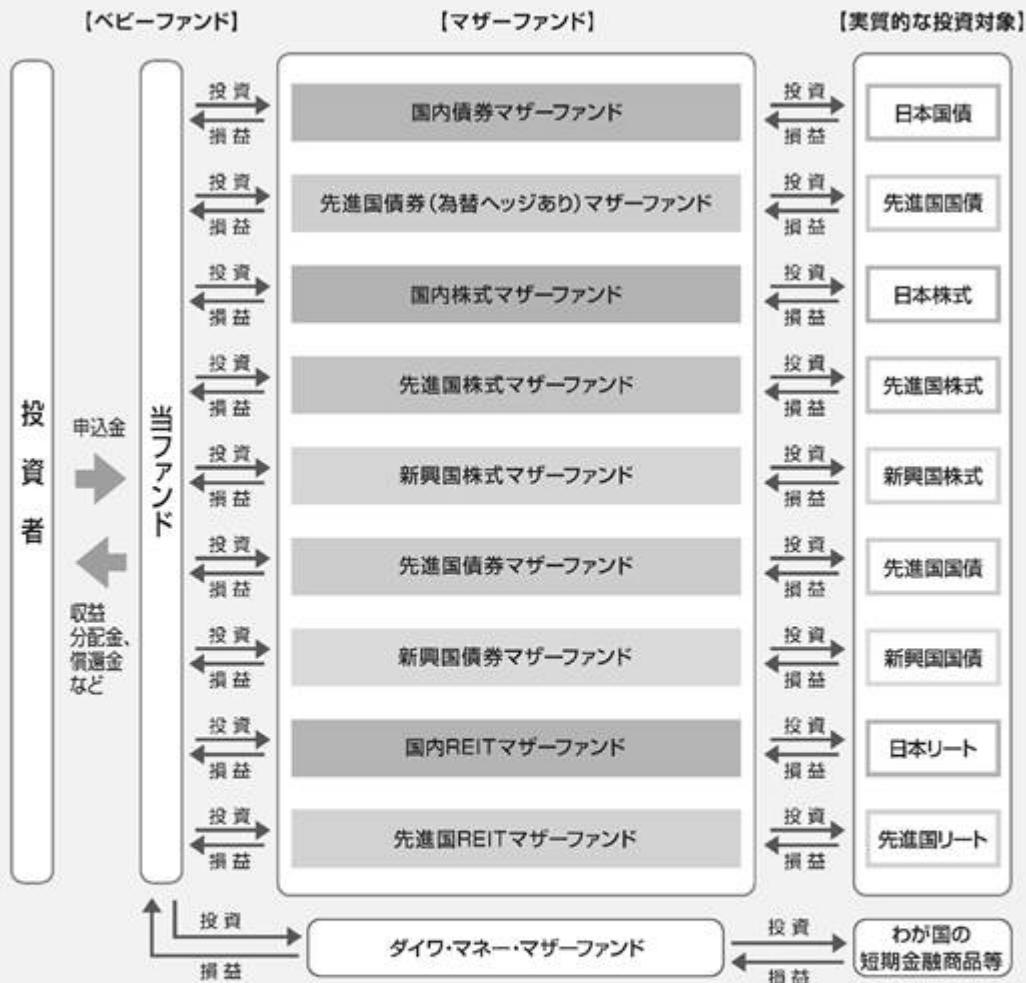 【ベビーファンド】
【マザーファンド】
【実質的な投資対象】
投資者
申込金
収益
分配金、
償還金
など
当ファンド
投資
損益
国内債券マザーファンド
投資
損益
日本国債
投資
損益
先進国債券(為替ヘッジあり)マザーファンド
投資
損益
先進国国債
投資
損益
国内株式マザーファンド
投資
損益
日本株式
投資
損益
先進国株式マザーファンド
投資
損益
先進国株式
投資
損益
新興国株式マザーファンド
投資
損益
新興国株式
投資
損益
先進国債券マザーファンド
投資
損益
先進国国債
投資
損益
新興国債券マザーファンド
投資
損益
新興国国債
投資
損益
国内REITマザーファンド
投資
損益
日本リート
投資
損益
先進国REITマザーファンド
投資
損益
先進国リート
投資
損益
ダイワ・マネー・マザーファンド
投資
損益
わが国の
短期金融商品等